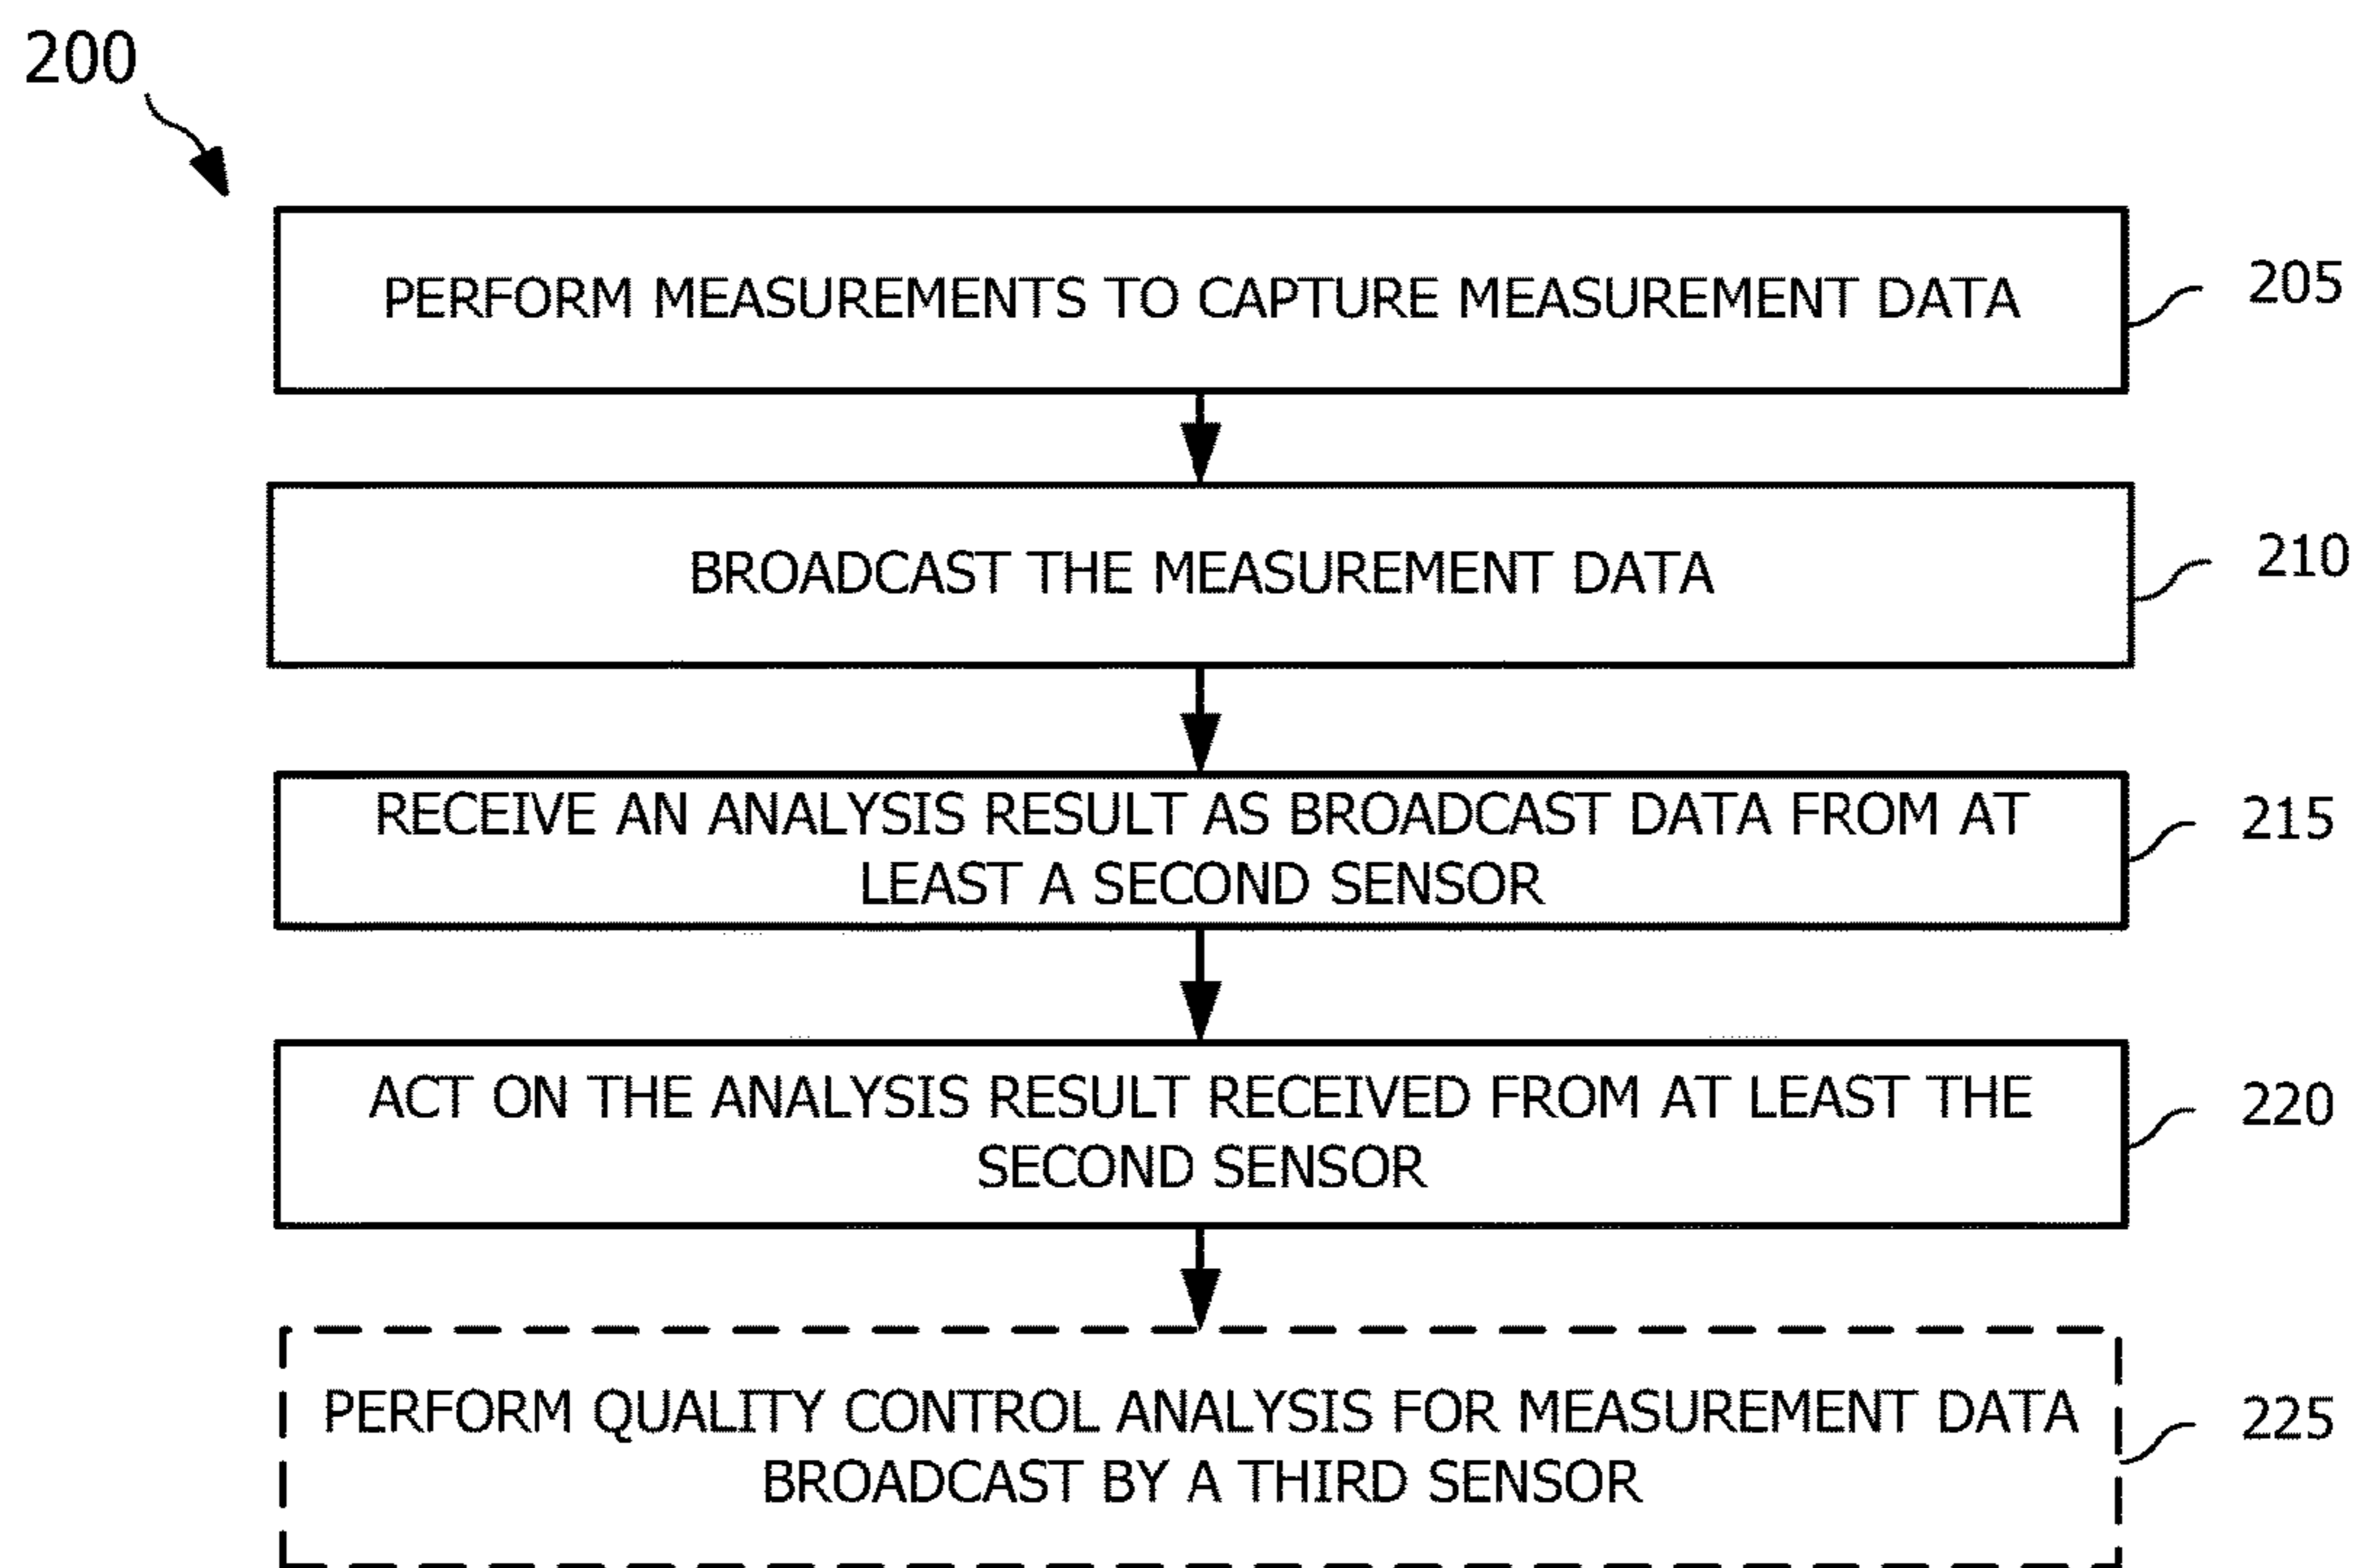 200
PERFORM MEASUREMENTS TO CAPTURE MEASUREMENT DATA
205
BROADCAST THE MEASUREMENT DATA
210
RECEIVE AN ANALYSIS RESULT AS BROADCAST DATA FROM AT
LEAST A SECOND SENSOR
215
ACT ON THE ANALYSIS RESULT RECEIVED FROM AT LEAST THE
SECOND SENSOR
220
PERFORM QUALITY CONTROL ANALYSIS FOR MEASUREMENT DATA
BROADCAST BY A THIRD SENSOR
225